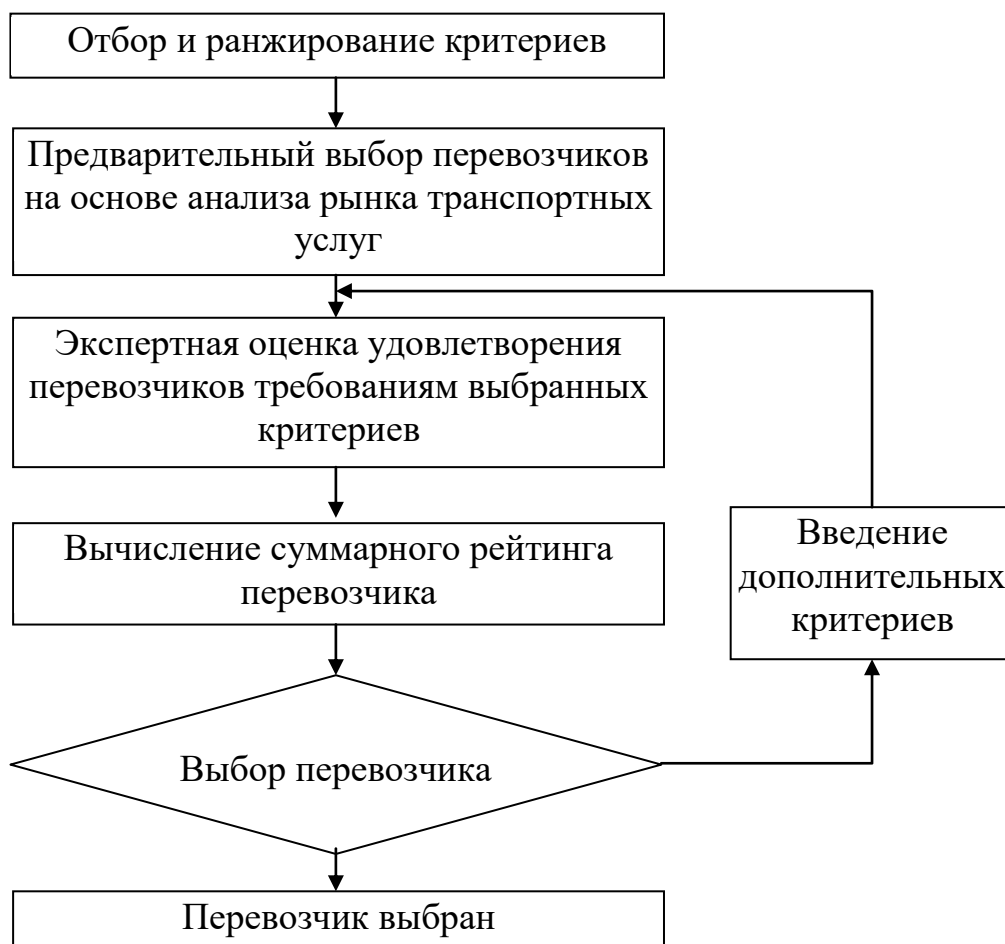 Отбор и ранжирование критериев
Предварительный выбор перевозчиков
на основе анализа рынка транспортных
услуг
Экспертная оценка удовлетворения
перевозчиков требованиям выбранных
критериев
Вычисление суммарного рейтинга
перевозчика
Введение
дополнительных
критериев
Выбор перевозчика
Перевозчик выбран